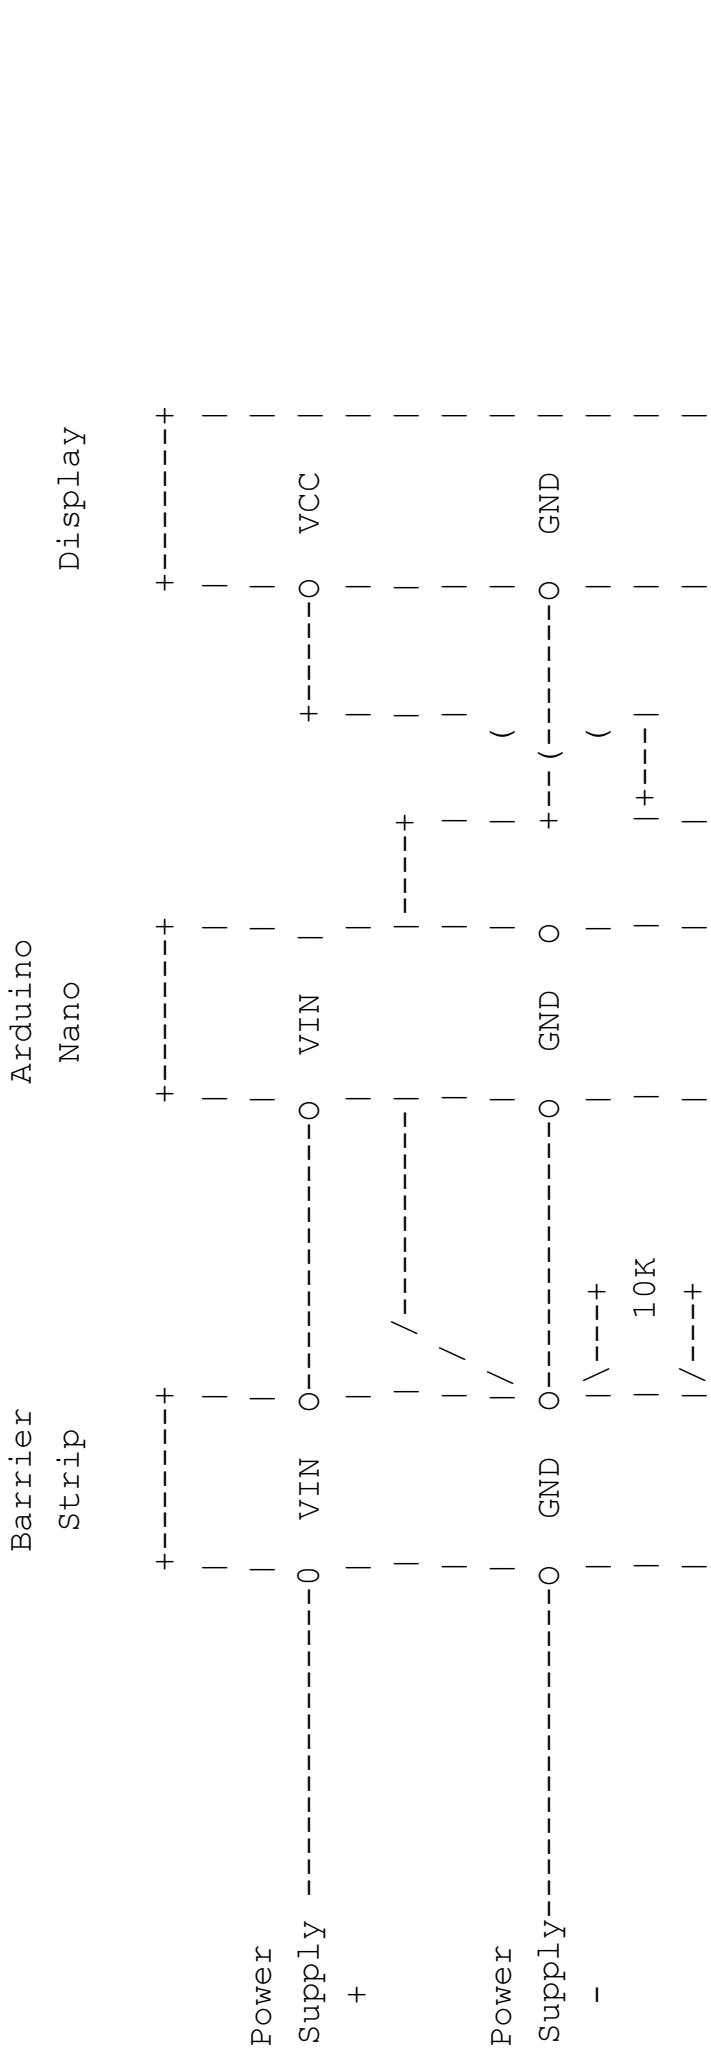 Barrier Arduino
Strip Nano Display
Power
Supply VIN VIN VCC
+
Power
Supply GND GND GND
-
10K